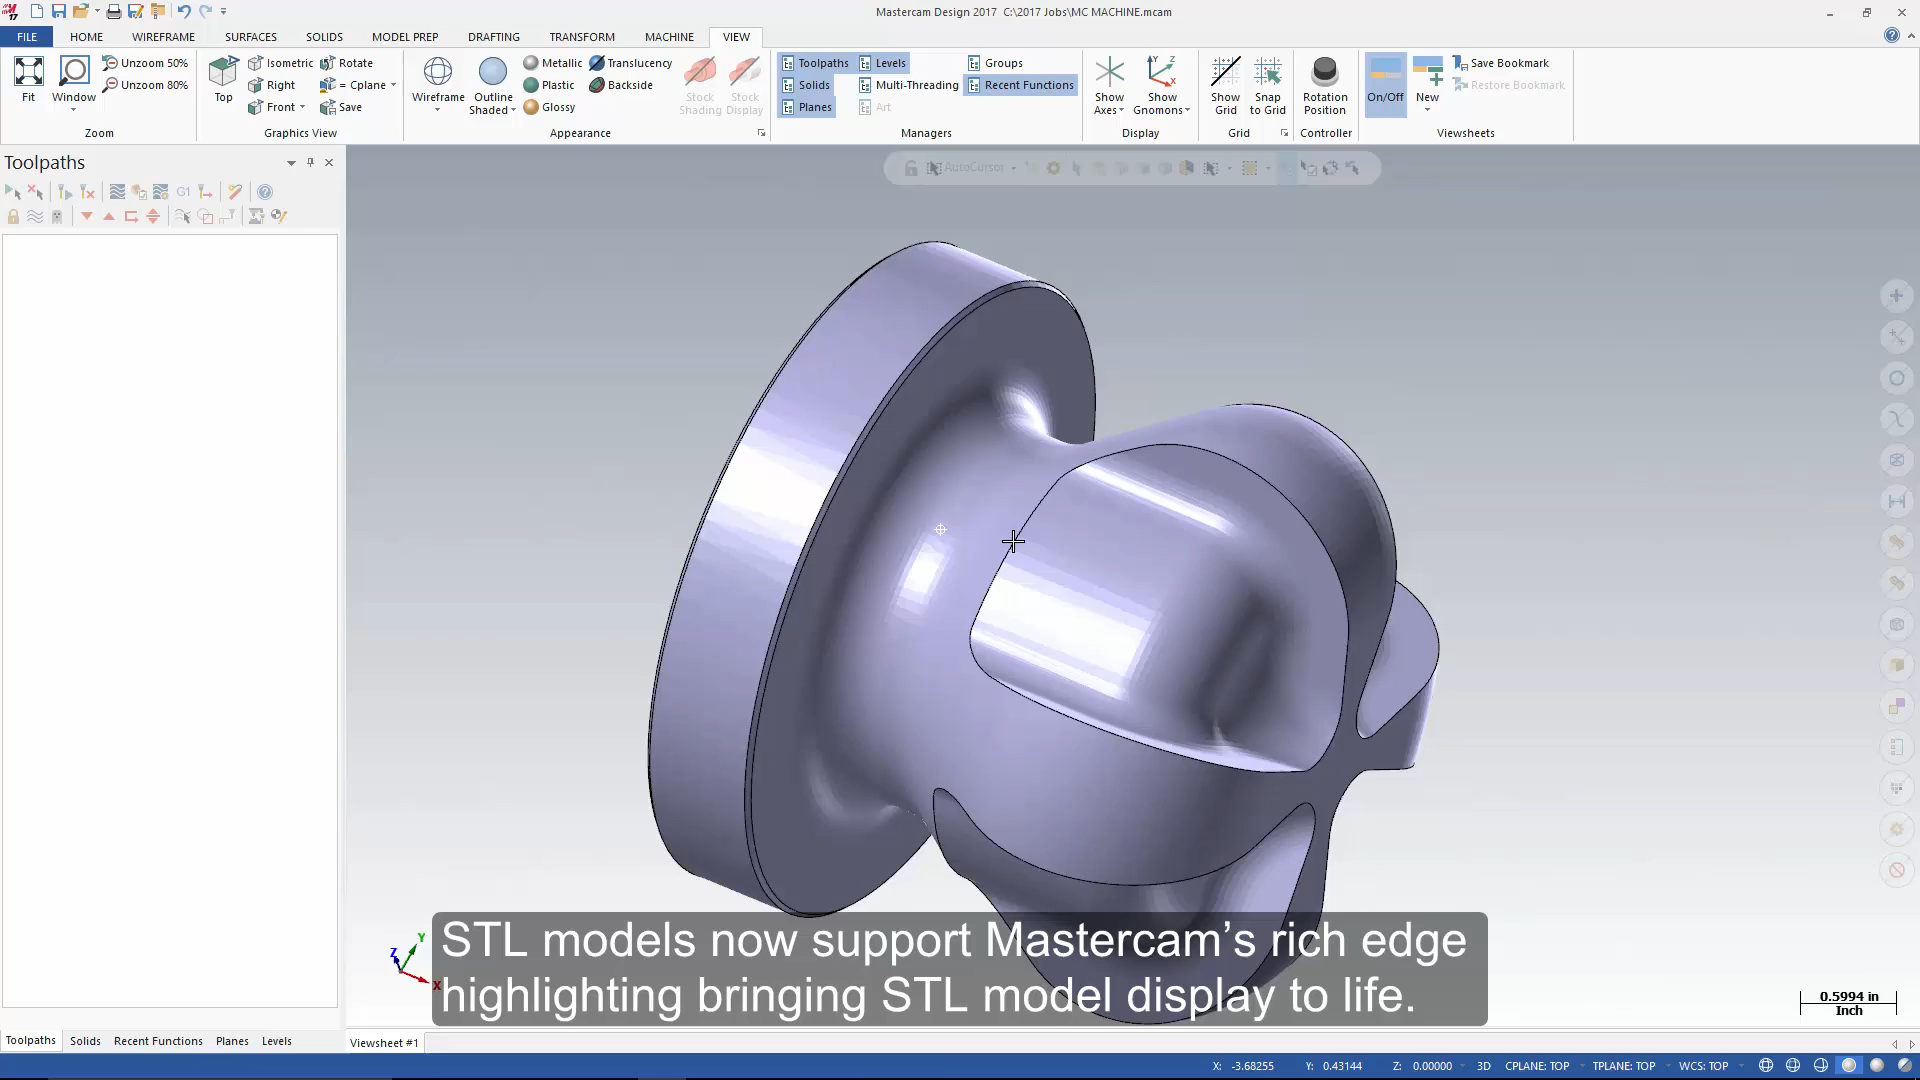 Mastercam Design 2017 C:\2017 Jobs\MC MACHINE.mcam
FILE HOME WIREFRAME SURFACES SOLIDS MODEL PREP DRAFTING TRANSFORM MACHINE VIEW
Fit
Window
Unzoom 50%
Unzoom 80%
Zoom
Top
Isometric
Right
Front
Rotate
= Cplane
Save
Graphics View
Wireframe
Outline
Shaded
Metallic
Plastic
Glossy
Translucency
Backside
Stock
Shading
Stock
Display
Appearance
Toolpaths
Solids
Planes
Levels
Multi-Threading
Art
Groups
Recent Functions
Managers
Show
Axes
Show
Gnomons
Display
Show
Grid
Snap
to Grid
Grid
Rotation
Position
Controller
On/Off
New
Save Bookmark
Restore Bookmark
Viewsheets
Toolpaths
G1
AutoCursor
Z
Y
X
STL models now support Mastercam’s rich edge
highlighting bringing STL model display to life.
0.5994 in
Inch
Toolpaths Solids Recent Functions Planes Levels
Viewsheet #1
X: -3.68255 Y: 0.43144 Z: 0.00000 3D CPLANE: TOP TPLANE: TOP WCS: TOP